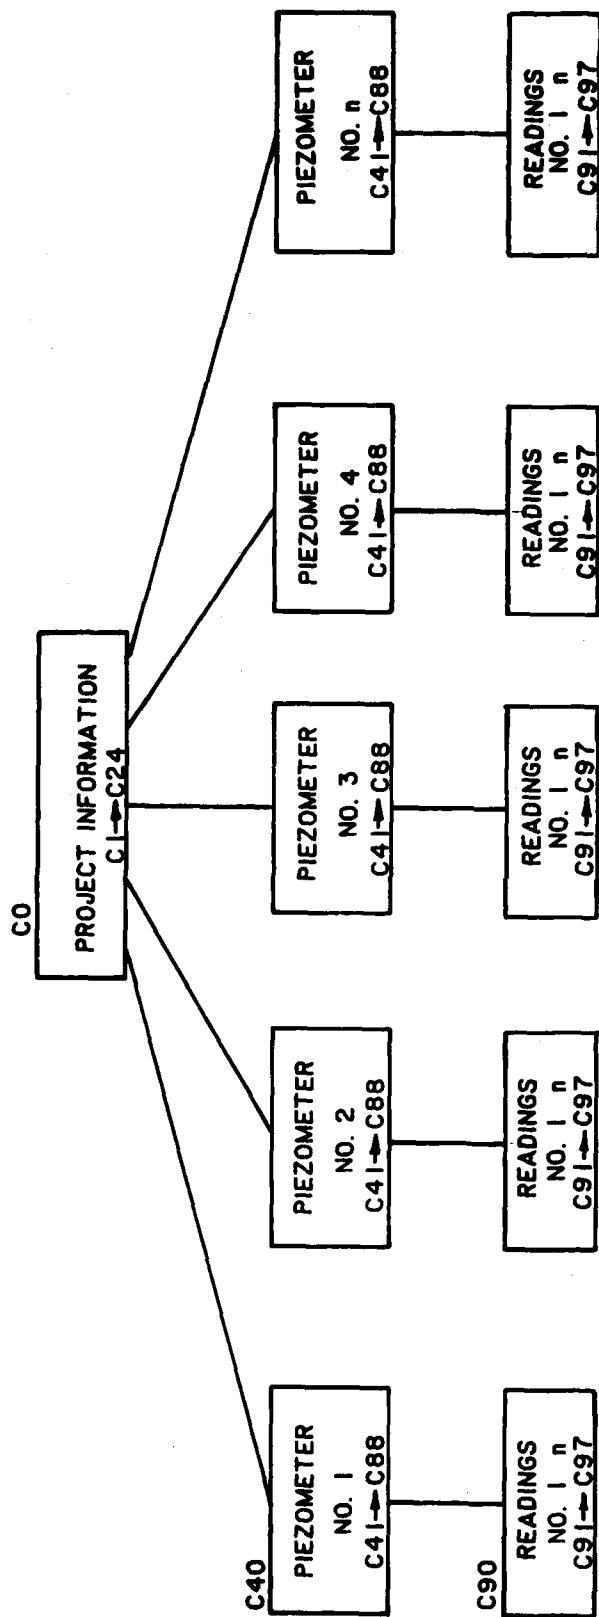 C0
PROJECT INFORMATION
C1→C24
C40
PIEZOMETER
NO. 1
C41→C88
PIEZOMETER
NO. 2
C41→C88
PIEZOMETER
NO. 3
C41→C88
PIEZOMETER
NO. 4
C41→C88
PIEZOMETER
NO. n
C41→C88
C90
READINGS
NO. 1 n
C91→C97
READINGS
NO. 1 n
C91→C97
READINGS
NO. 1 n
C91→C97
READINGS
NO. 1 n
C91→C97
READINGS
NO. 1 n
C91→C97